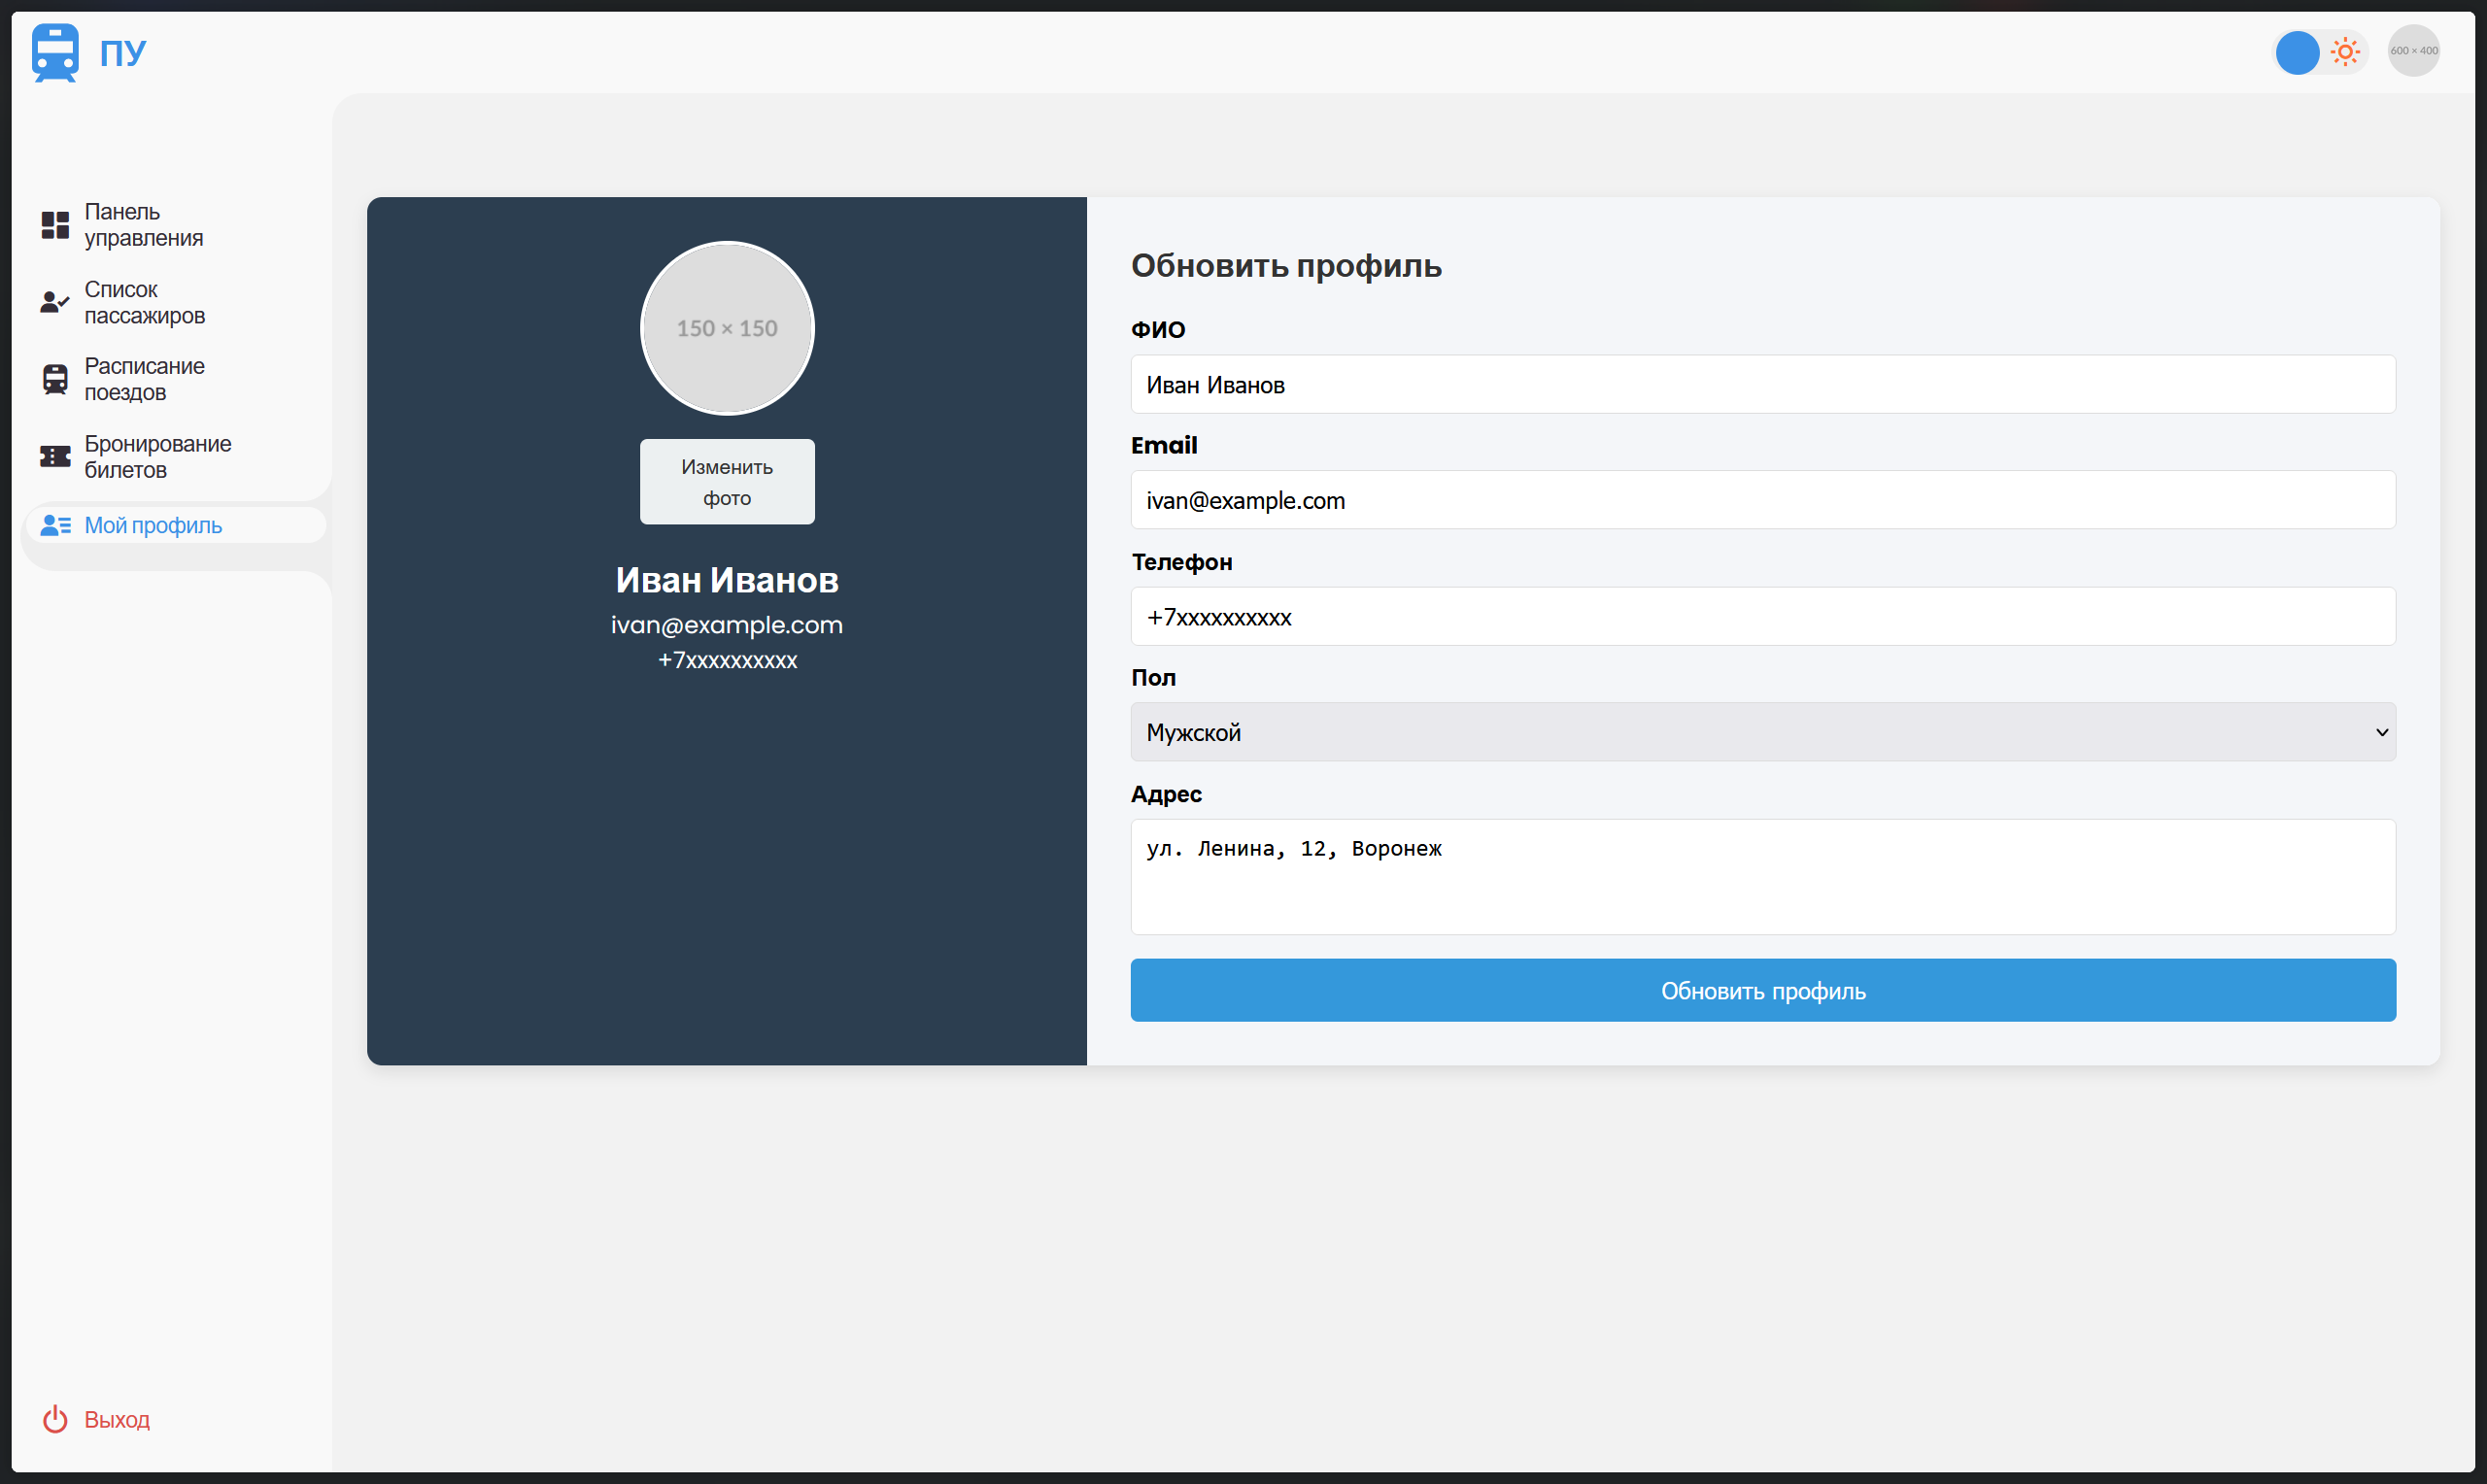 ПУ
600 × 400
Панель
управления
Список
пассажиров
Расписание
поездов
Бронирование
билетов
Мой профиль
Выход
150 × 150
Изменить
фото
Иван Иванов
ivan@example.com
+7xxxxxxxxxx
Обновить профиль
ФИО
Иван Иванов
Email
ivan@example.com
Телефон
+7xxxxxxxxxx
Пол
Мужской
Адрес
ул. Ленина, 12, Воронеж
Обновить профиль